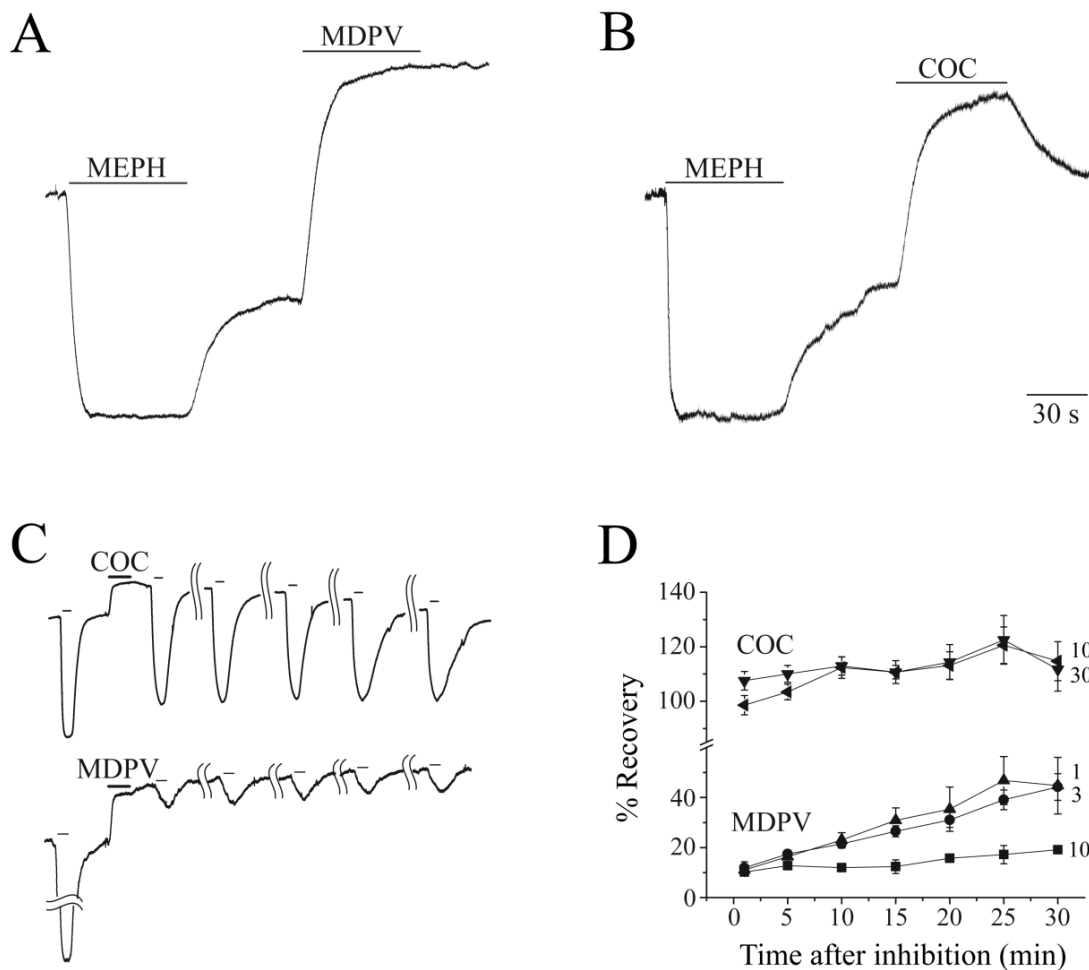 A
MDPV
MEPH
B
COC
MEPH
30 s
C
COC
MDPV
D
% Recovery
140
120
100
40
20
0
COC
10
30
MDPV
1
3
10
0 5 10 15 20 25 30
Time after inhibition (min)